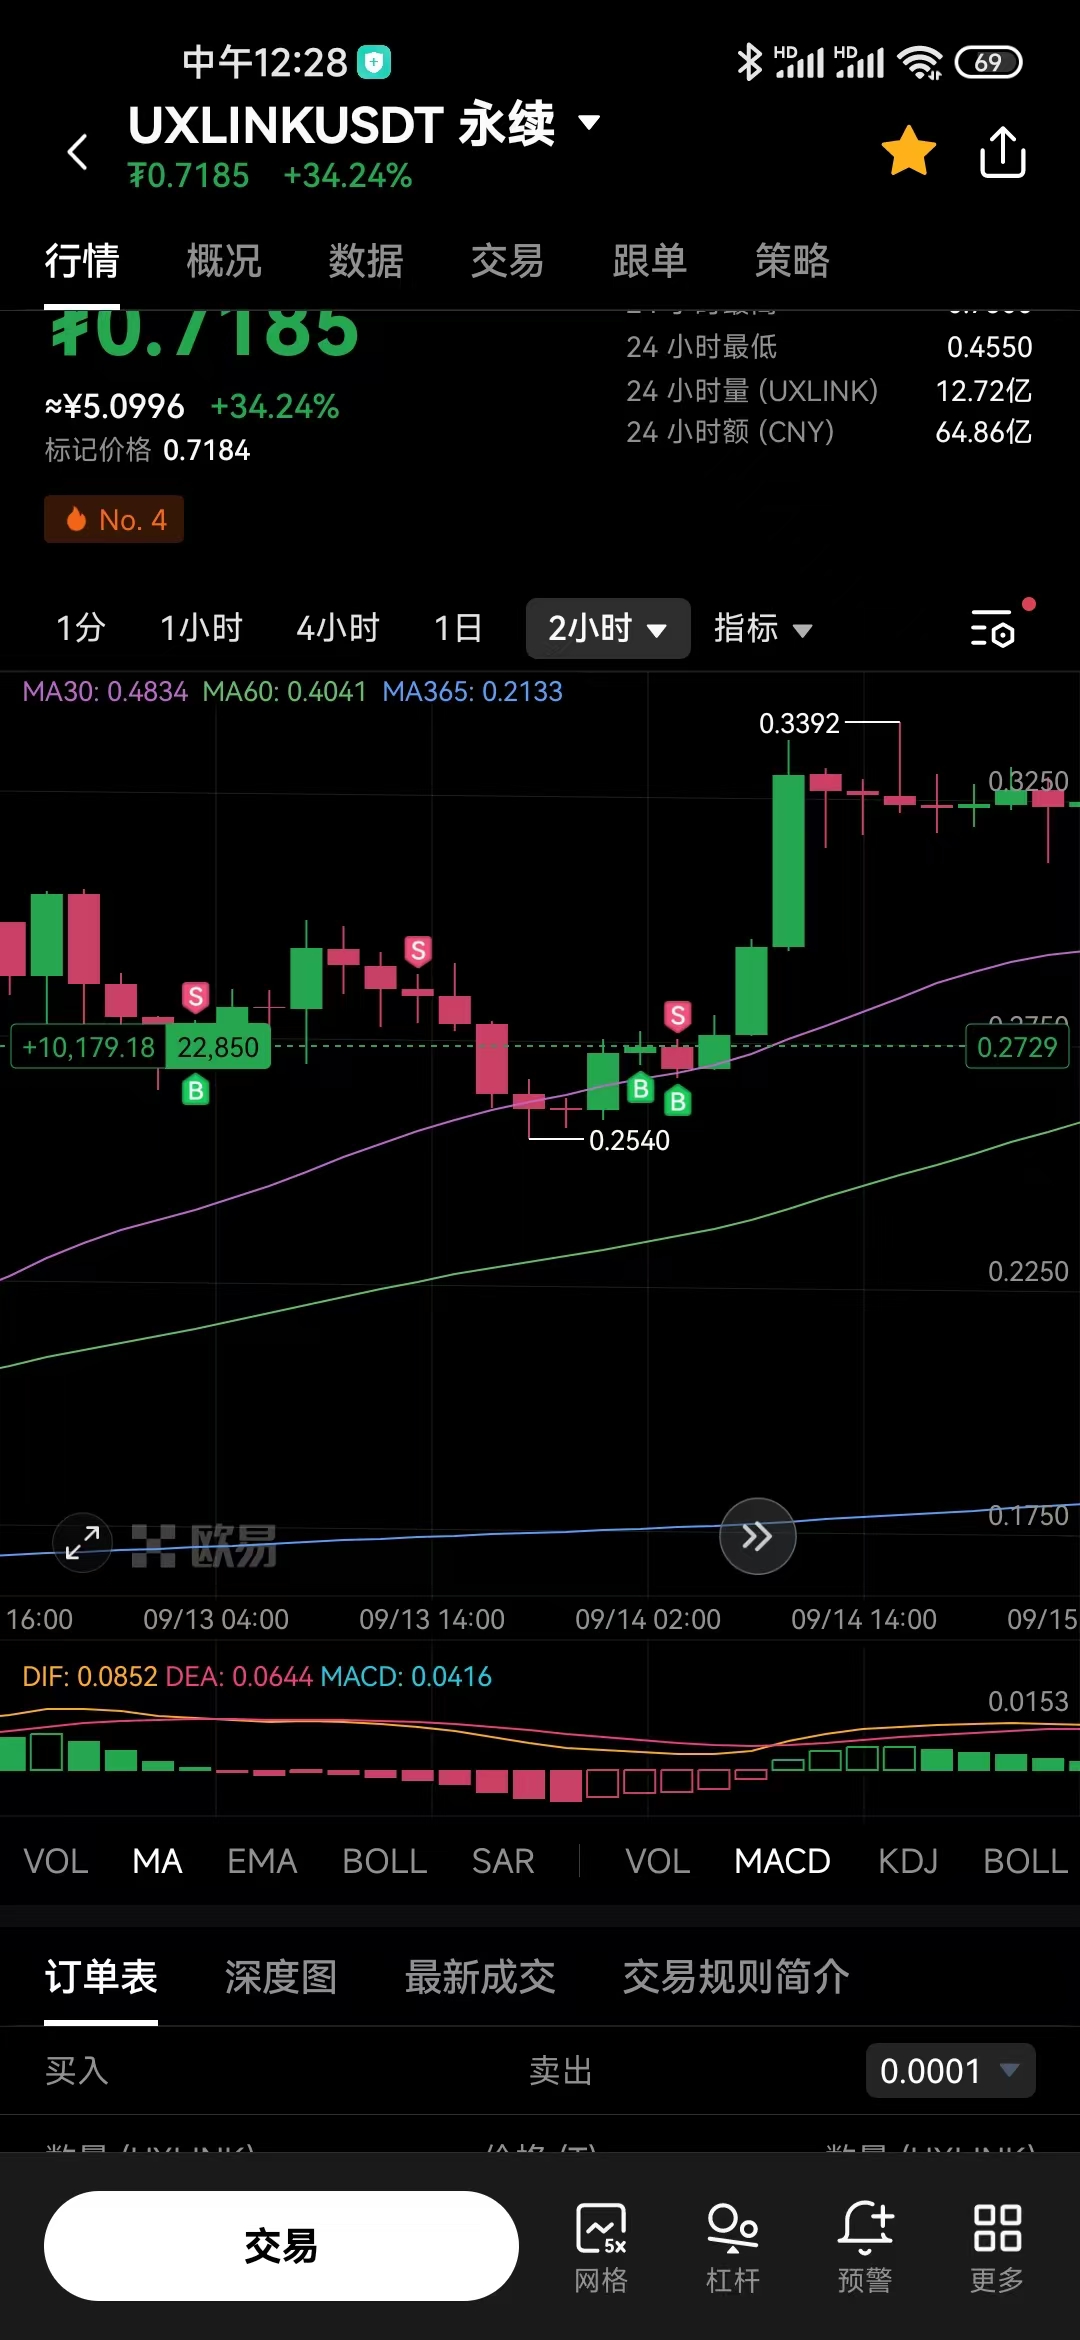 中午12:28
HD HD 69
UXLINKUSDT 永续
₮0.7185 +34.24%
行情 概况 数据 交易 跟单 策略
₮0.7185
≈¥5.0996 +34.24%
标记价格 0.7184
24 小时最低 0.4550
24 小时量 (UXLINK) 12.72亿
24 小时额 (CNY) 64.86亿
No. 4
1分 1小时 4小时 1日 2小时 指标
MA30: 0.4834 MA60: 0.4041 MA365: 0.2133
0.3392
0.3250
S
S
S
+10,179.18 22,850
0.2750
0.2729
B
B
B
0.2540
0.2250
0.1750
欧易
16:00 09/13 04:00 09/13 14:00 09/14 02:00 09/14 14:00 09/15
DIF: 0.0852 DEA: 0.0644 MACD: 0.0416
0.0153
VOL MA EMA BOLL SAR VOL MACD KDJ BOLL
订单表 深度图 最新成交 交易规则简介
买入 卖出 0.0001
交易
5x
网格 杠杆 预警 更多